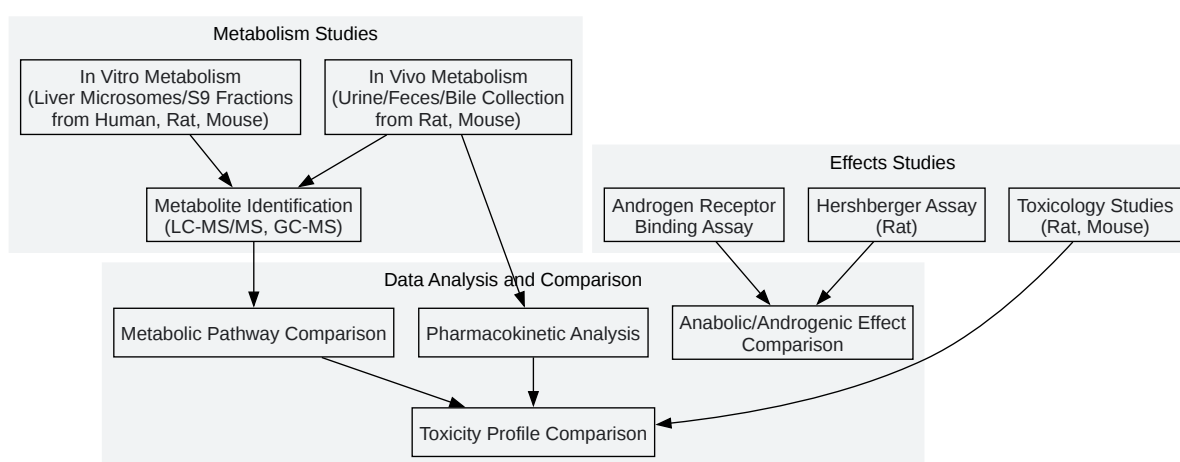 Metabolism Studies
In Vitro Metabolism
(Liver Microsomes/S9 Fractions
from Human, Rat, Mouse)
In Vivo Metabolism
(Urine/Feces/Bile Collection
from Rat, Mouse)
Metabolite Identification
(LC-MS/MS, GC-MS)
Effects Studies
Androgen Receptor
Binding Assay
Hershberger Assay
(Rat)
Toxicology Studies
(Rat, Mouse)
Data Analysis and Comparison
Metabolic Pathway Comparison
Pharmacokinetic Analysis
Anabolic/Androgenic Effect
Comparison
Toxicity Profile Comparison